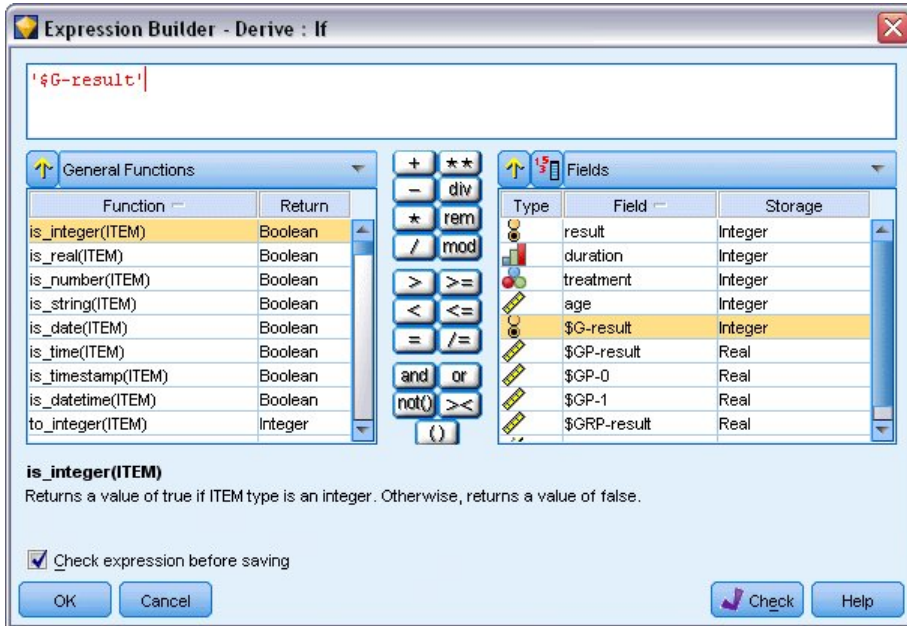 Expression Builder - Derive : If
'$G-result'
General Functions
Function Return
is_integer(ITEM) Boolean
is_real(ITEM) Boolean
is_number(ITEM) Boolean
is_string(ITEM) Boolean
is_date(ITEM) Boolean
is_time(ITEM) Boolean
is_timestamp(ITEM) Boolean
is_datetime(ITEM) Boolean
to_integer(ITEM) Integer
+ **
- div
* rem
/ mod
> >=
< <=
= /=
and or
not() ><
()
Fields
Type Field Storage
result Integer
duration Integer
treatment Integer
age Integer
$G-result Integer
$GP-result Real
$GP-0 Real
$GP-1 Real
$GRP-result Real
is_integer(ITEM)
Returns a value of true if ITEM type is an integer. Otherwise, returns a value of false.
Check expression before saving
OK Cancel Check Help